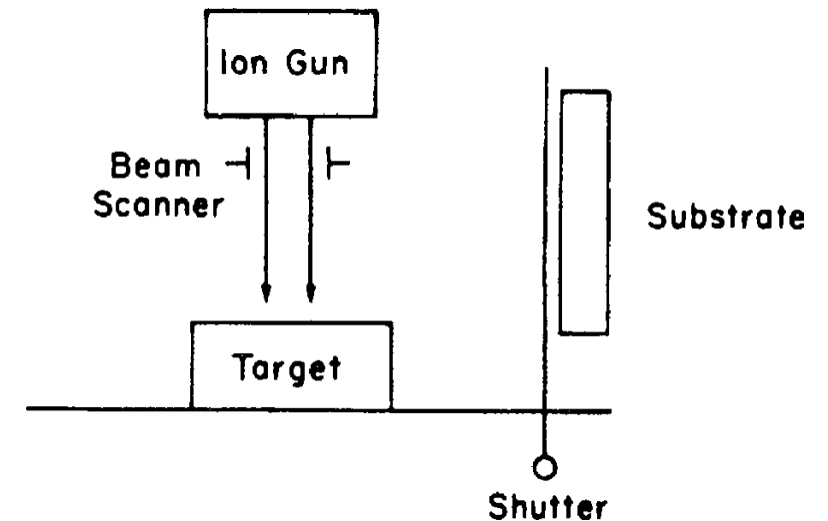 Ion Gun
Beam
Scanner
Substrate
Target
Shutter